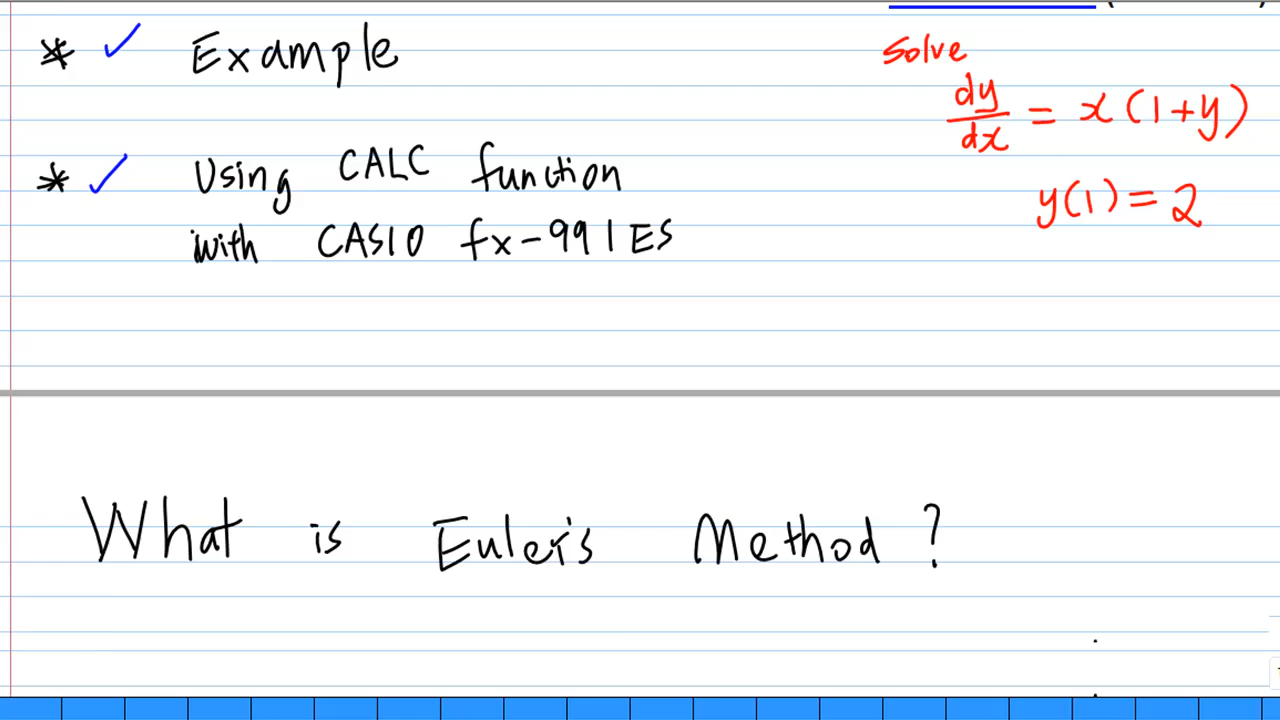 * ✓ Example
* ✓ Using CALC function
with CASIO fx-991ES
Solve
dy/dx = x(1+y)
y(1) = 2
What is Euler's Method?